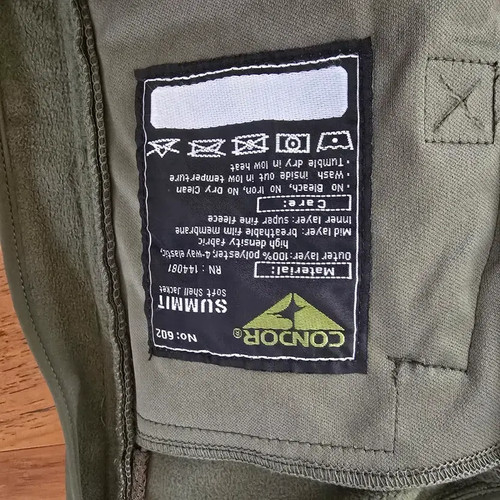 CONDOR®
No: 602
SUMMIT
Soft Shell Jacket
Material:
RN : 144081
Outer layer: 100% polyester, 4-way elastic,
high density fabric
Mid layer: breathable film membrane
Inner layer: super fine fleece
Care:
· No Bleach, No Iron, No Dry Clean
· Wash inside out low temperture
· Tumble dry in low heat